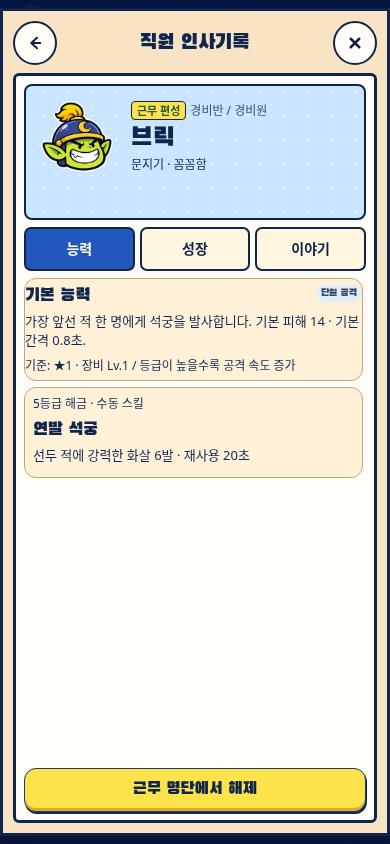 직원 인사기록
근무 편성 경비반 / 경비원
브릭
문지기 · 꼼꼼함
능력 성장 이야기
기본 능력 단일 공격
가장 앞선 적 한 명에게 석궁을 발사합니다. 기본 피해 14 · 기본
간격 0.8초.
기준: ★1 · 장비 Lv.1 / 등급이 높을수록 공격 속도 증가
5등급 해금 · 수동 스킬
연발 석궁
선두 적에 강력한 화살 6발 · 재사용 20초
근무 명단에서 해제